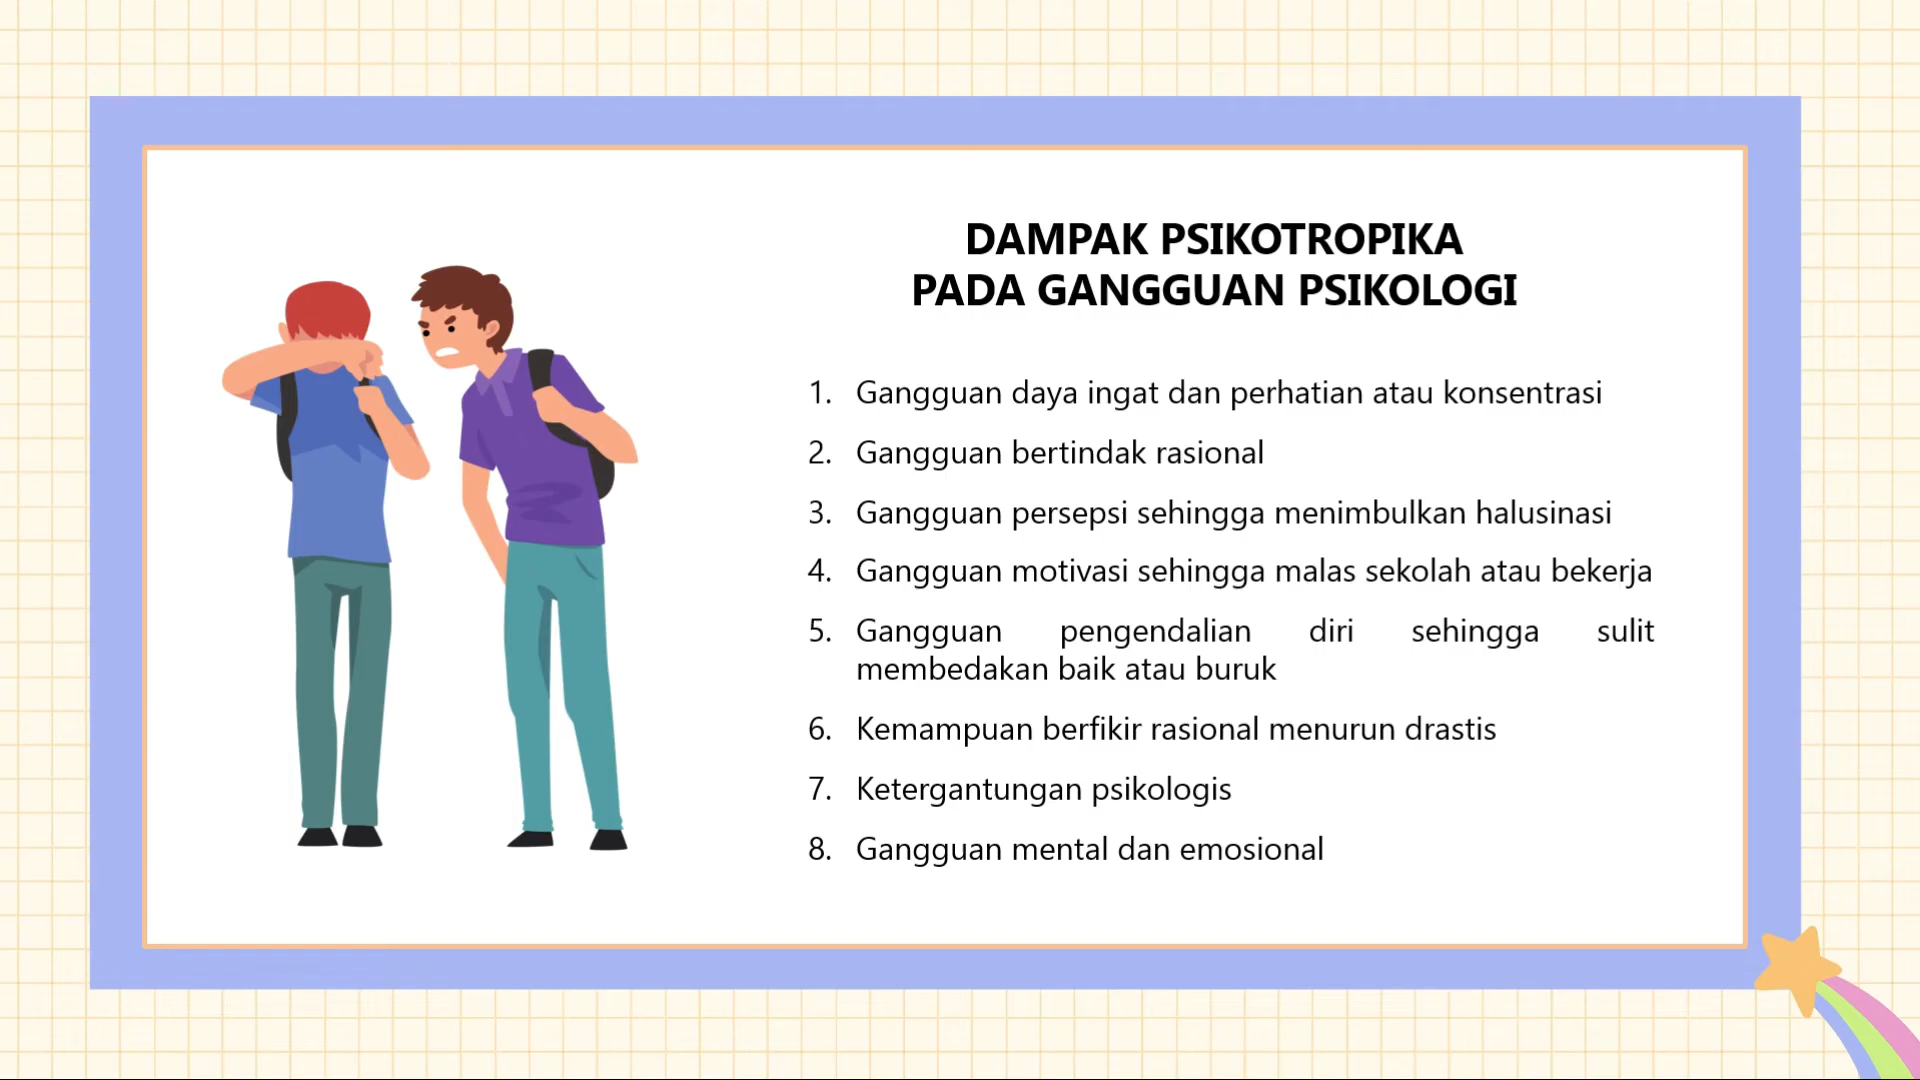 DAMPAK PSIKOTROPIKA
PADA GANGGUAN PSIKOLOGI
1. Gangguan daya ingat dan perhatian atau konsentrasi
2. Gangguan bertindak rasional
3. Gangguan persepsi sehingga menimbulkan halusinasi
4. Gangguan motivasi sehingga malas sekolah atau bekerja
5. Gangguan pengendalian diri sehingga sulit
membedakan baik atau buruk
6. Kemampuan berfikir rasional menurun drastis
7. Ketergantungan psikologis
8. Gangguan mental dan emosional